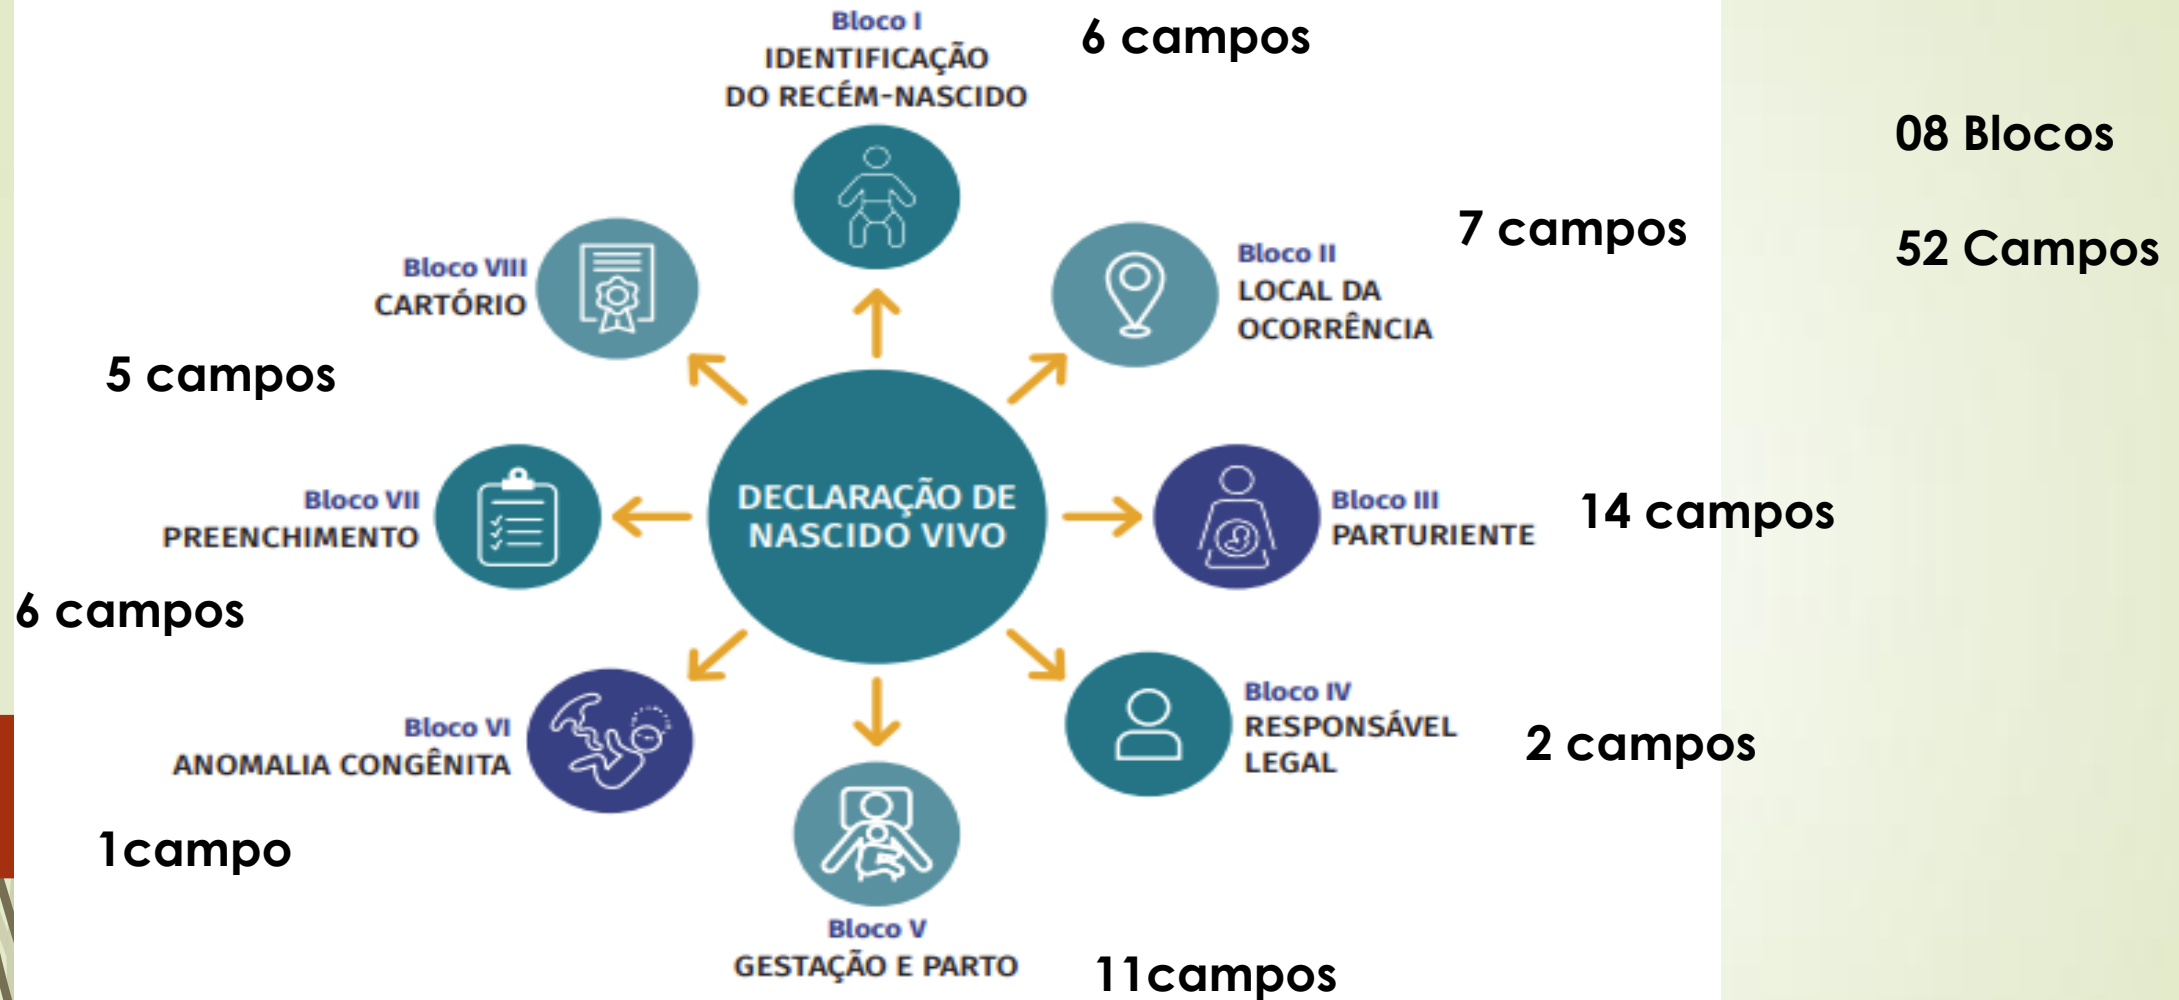 Bloco I
IDENTIFICAÇÃO
DO RECÉM-NASCIDO
6 campos
08 Blocos
52 Campos
Bloco II
LOCAL DA
OCORRÊNCIA
7 campos
Bloco VIII
CARTÓRIO
5 campos
DECLARAÇÃO DE
NASCIDO VIVO
Bloco III
PARTURIENTE
14 campos
Bloco VII
PREENCHIMENTO
6 campos
Bloco IV
RESPONSÁVEL
LEGAL
2 campos
Bloco VI
ANOMALIA CONGÊNITA
1campo
Bloco V
GESTAÇÃO E PARTO
11campos